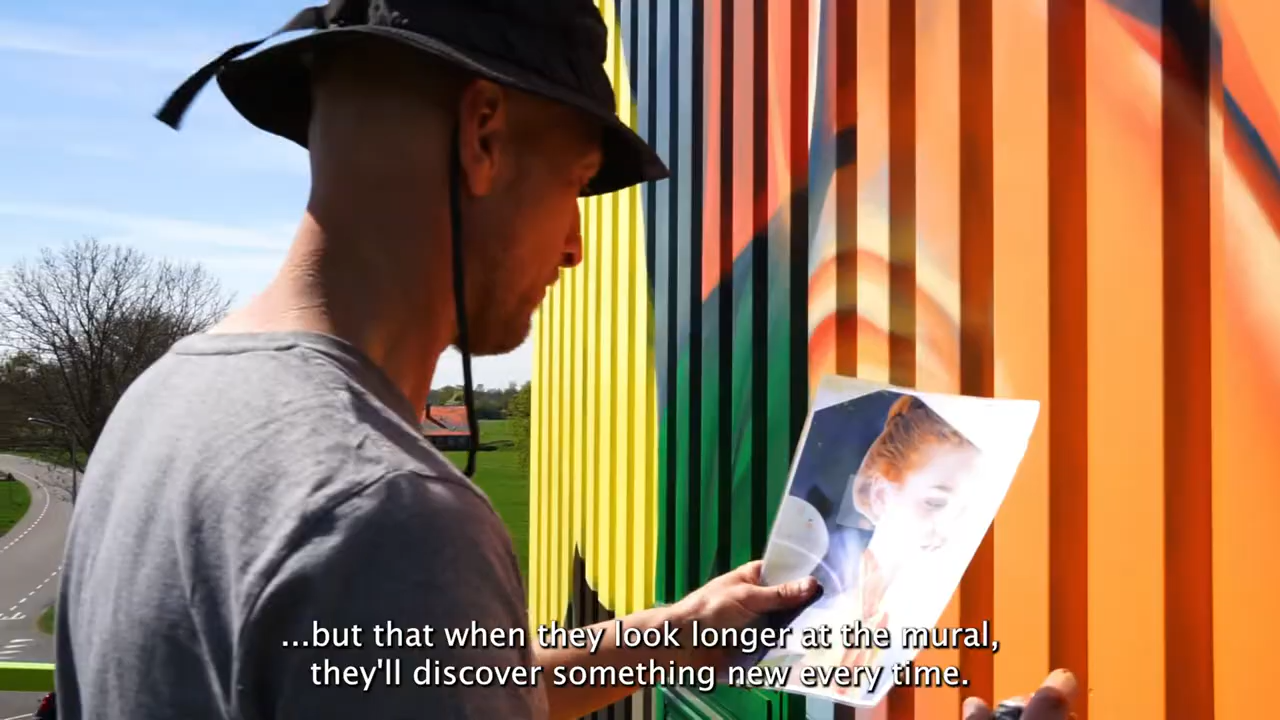 ...but that when they look longer at the mural,
they'll discover something new every time.